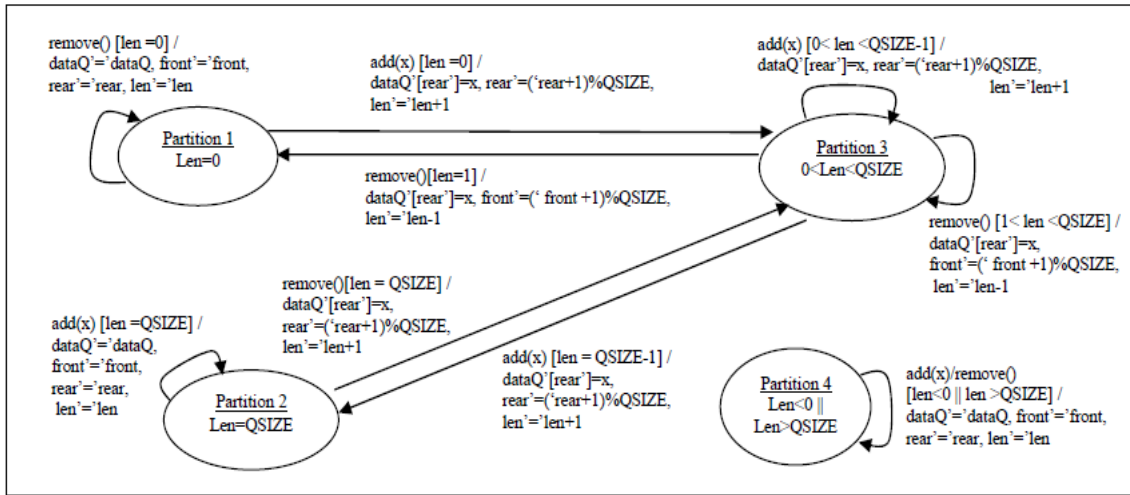 remove() [len =0] /
dataQ’=’dataQ, front’=’front,
rear’=’rear, len’=’len
add(x) [len =0] /
dataQ’[rear’]=x, rear’=(‘rear+1)%QSIZE,
len’=’len+1
add(x) [0< len <QSIZE-1] /
dataQ’[rear’]=x, rear’=(‘rear+1)%QSIZE,
len’=’len+1
Partition 1
Len=0
Partition 3
0<Len<QSIZE
remove()[len=1] /
dataQ’[rear’]=x, front’=(‘ front +1)%QSIZE,
len’=’len-1
remove() [1< len <QSIZE] /
dataQ’[rear’]=x,
front’=(‘ front +1)%QSIZE,
len’=’len-1
remove()[len = QSIZE] /
dataQ’[rear’]=x,
rear’=(‘rear+1)%QSIZE,
len’=’len+1
add(x) [len =QSIZE] /
dataQ’=’dataQ,
front’=’front,
rear’=’rear,
len’=’len
add(x) [len = QSIZE-1] /
dataQ’[rear’]=x,
rear’=(‘rear+1)%QSIZE,
len’=’len+1
Partition 2
Len=QSIZE
Partition 4
Len<0 ||
Len>QSIZE
add(x)/remove()
[len<0 || len >QSIZE] /
dataQ’=’dataQ, front’=’front,
rear’=’rear, len’=’len